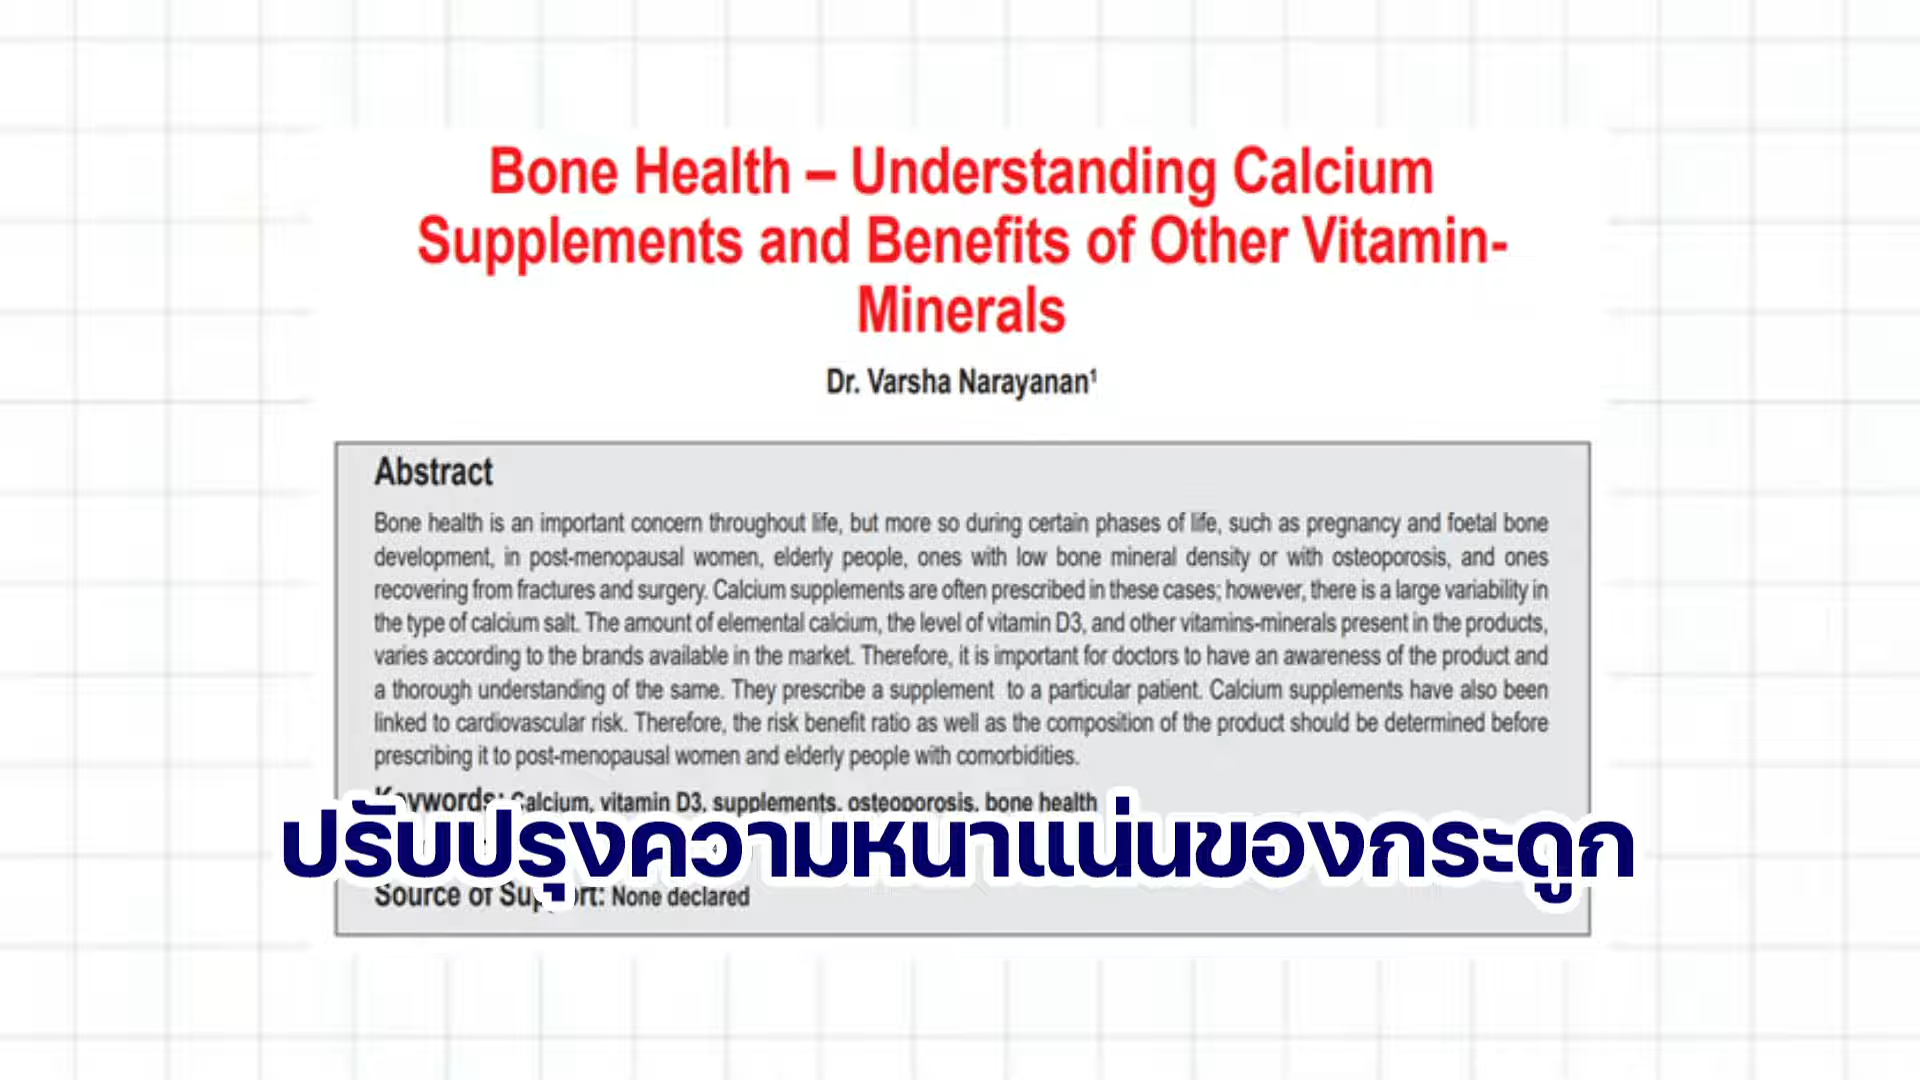 Bone Health – Understanding Calcium
Supplements and Benefits of Other Vitamin-
Minerals
Dr. Varsha Narayanan¹
Abstract
Bone health is an important concern throughout life, but more so during certain phases of life, such as pregnancy and foetal bone
development, in post-menopausal women, elderly people, ones with low bone mineral density or with osteoporosis, and ones
recovering from fractures and surgery. Calcium supplements are often prescribed in these cases; however, there is a large variability in
the type of calcium salt. The amount of elemental calcium, the level of vitamin D3, and other vitamins-minerals present in the products,
varies according to the brands available in the market. Therefore, it is important for doctors to have an awareness of the product and
a thorough understanding of the same. They prescribe a supplement to a particular patient. Calcium supplements have also been
linked to cardiovascular risk. Therefore, the risk benefit ratio as well as the composition of the product should be determined before
prescribing it to post-menopausal women and elderly people with comorbidities.
Keywords: Calcium, vitamin D3, supplements, osteoporosis, bone health
ปรับปรุงความหนาแน่นของกระดูก
Source of Support: None declared